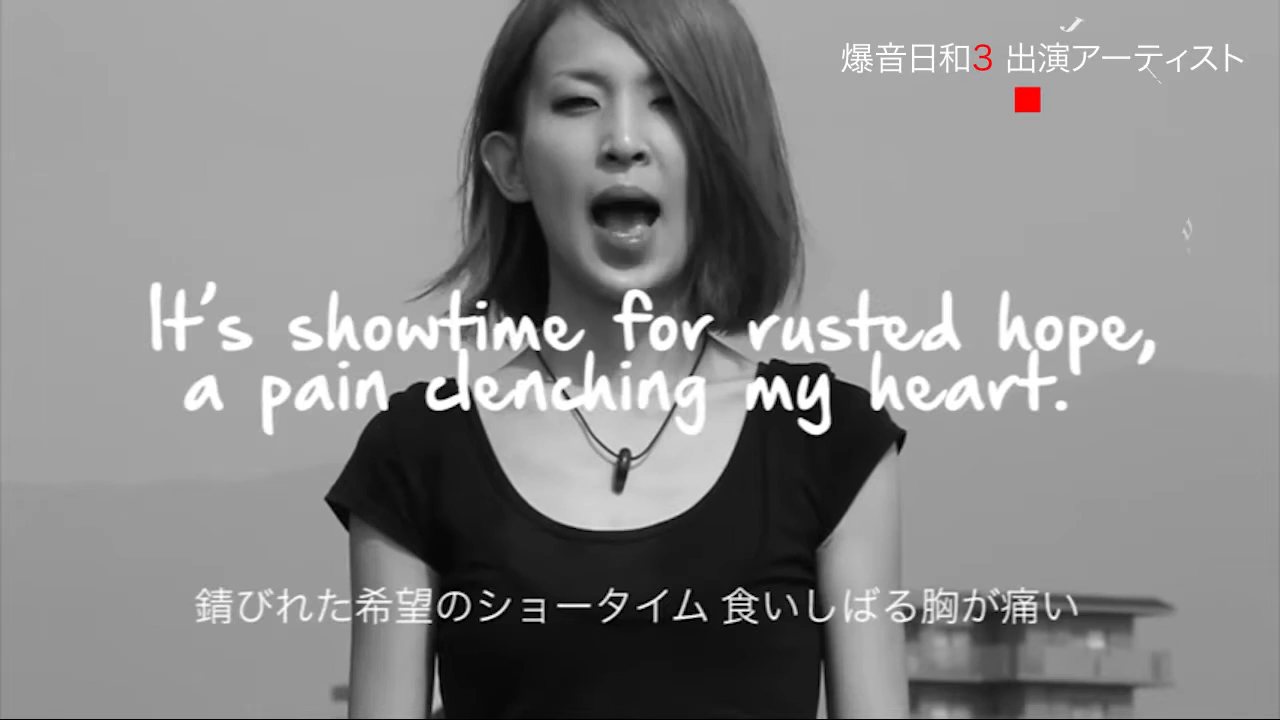 爆音日和3 出演アーティスト
It's showtime for rusted hope,
a pain clenching my heart.
錆びれた希望のショータイム 食いしばる胸が痛い